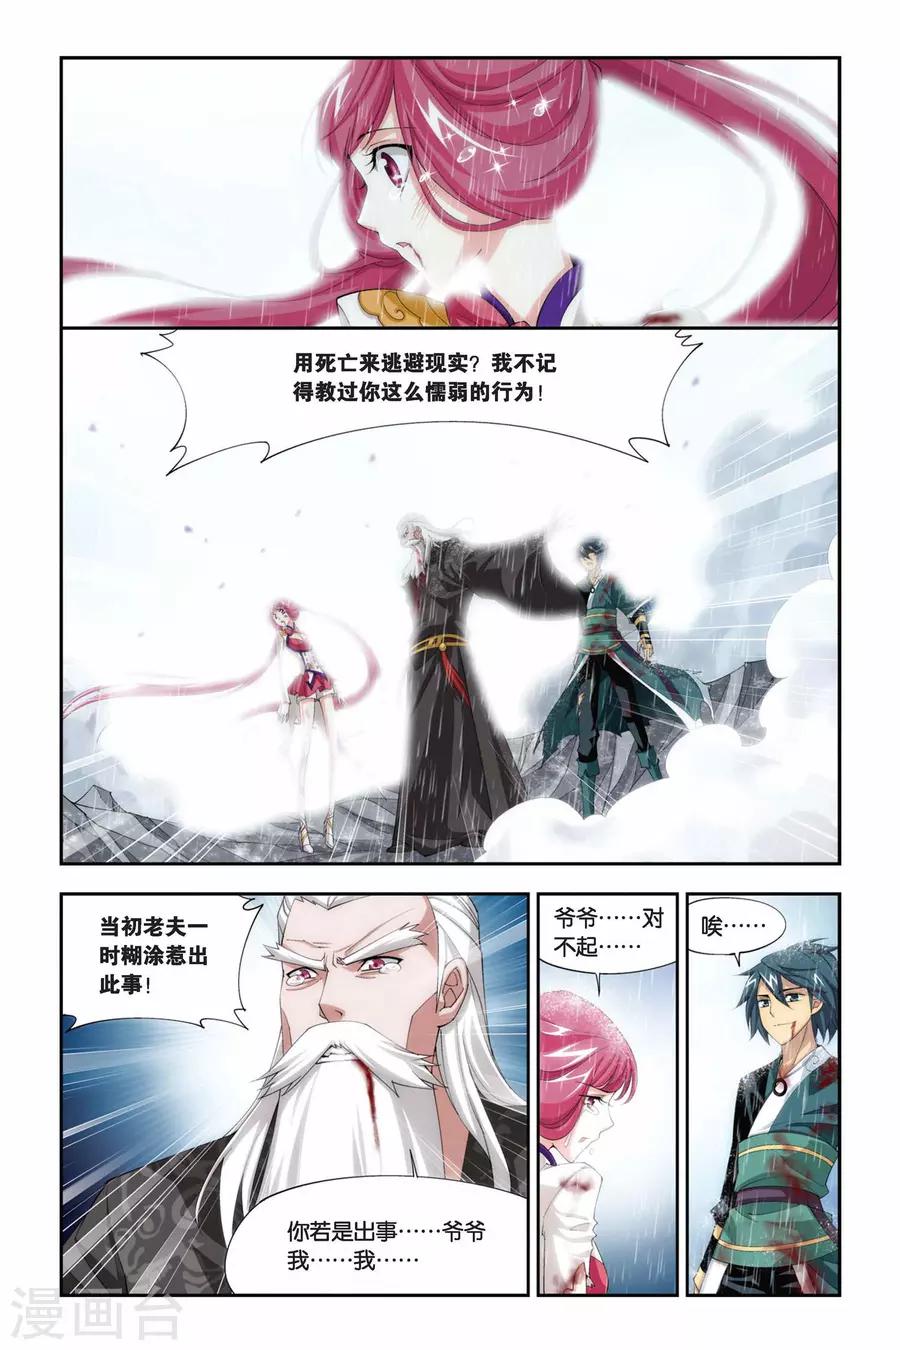 用死亡来逃避现实？我不记
得教过你这么懦弱的行为！
当初老夫一
时糊涂惹出
此事！
你若是出事……爷爷
我……我……
爷爷……对
不起……
唉……
漫画台